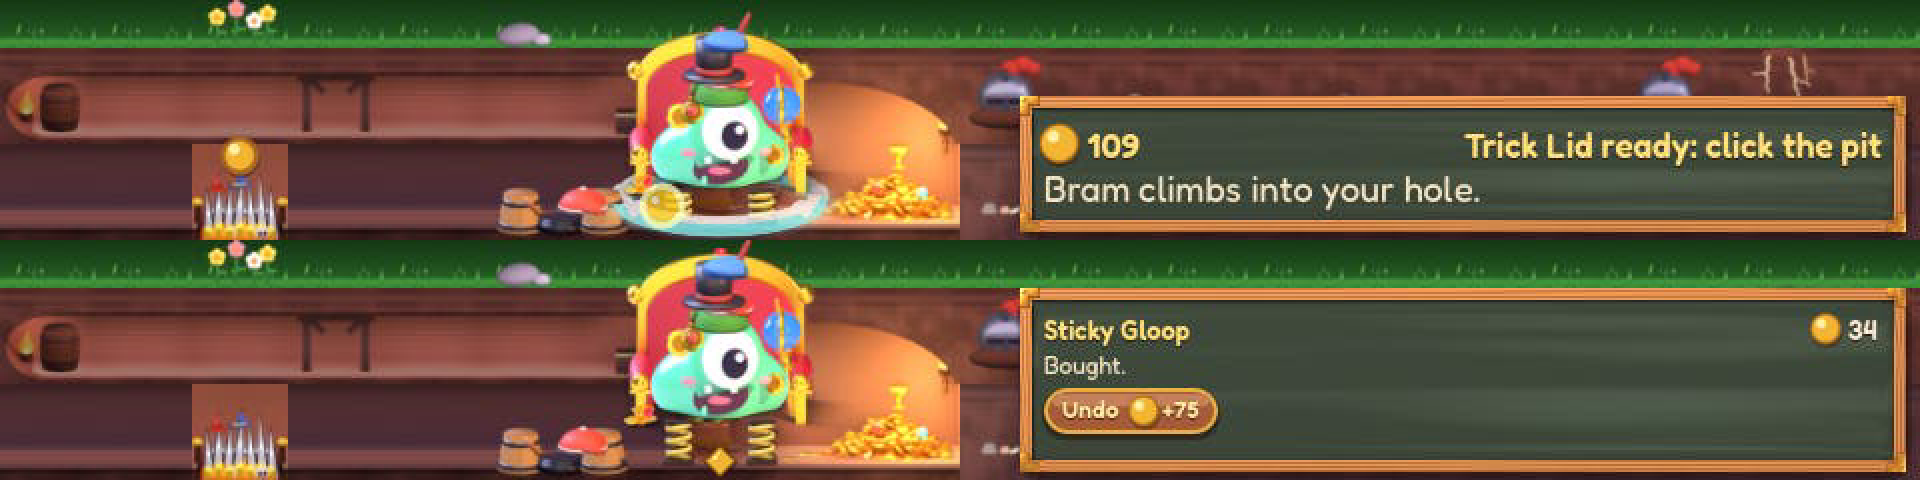 109
Trick Lid ready: click the pit
Bram climbs into your hole.
Sticky Gloop
34
Bought.
Undo +75